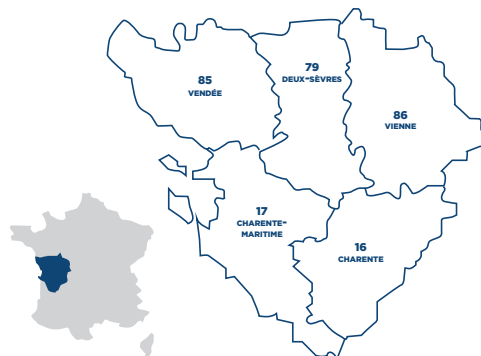 79
DEUX-SÈVRES
85
VENDÉE
86
VIENNE
17
CHARENTE-
MARITIME
16
CHARENTE